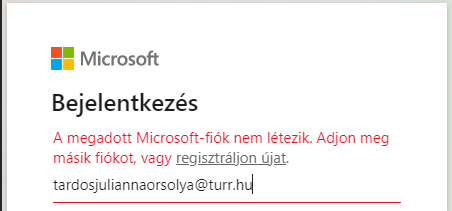 Microsoft
Bejelentkezés
A megadott Microsoft-fiók nem létezik. Adjon meg
másik fiókot, vagy regisztráljon újat.
tardosjuliannaorsolya@turr.hu